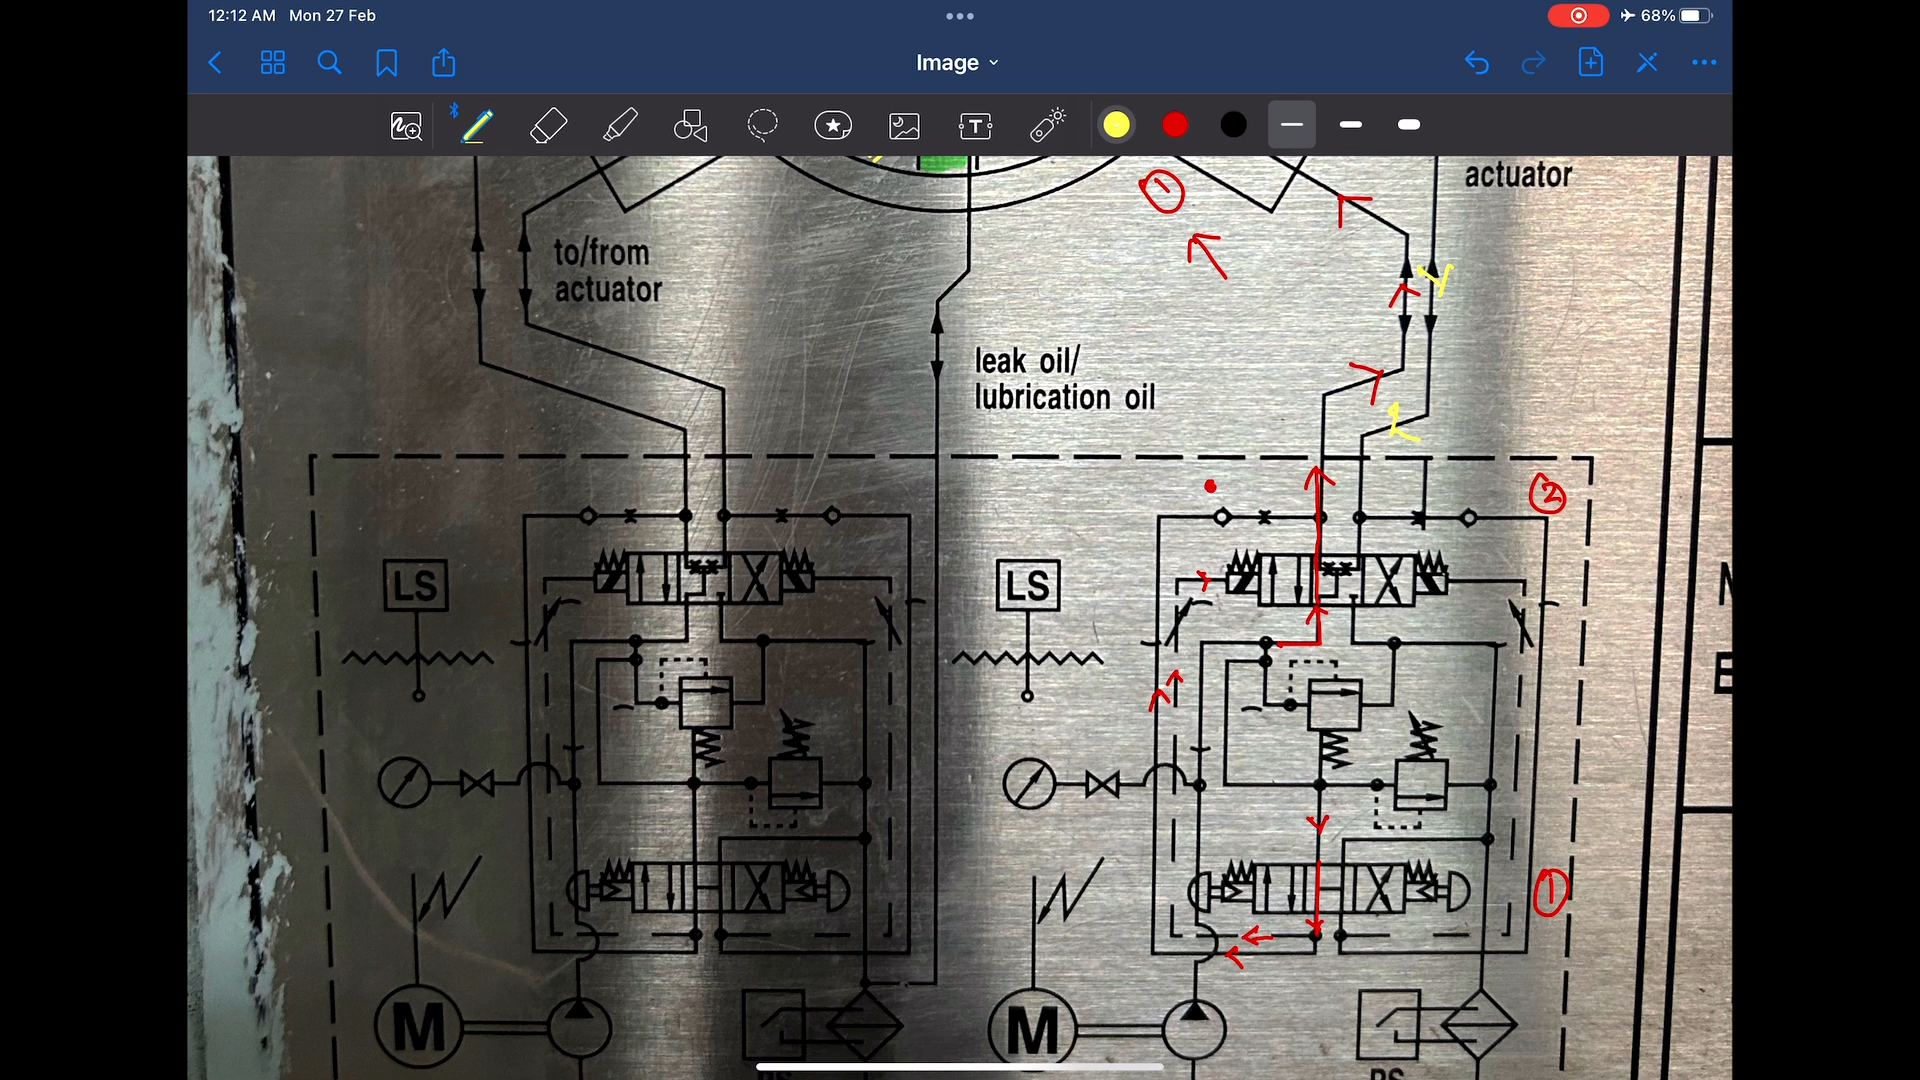 12:12 AM Mon 27 Feb
68%
Image
T
actuator
1
to/from
actuator
leak oil/
lubrication oil
2
LS
LS
1
M
M